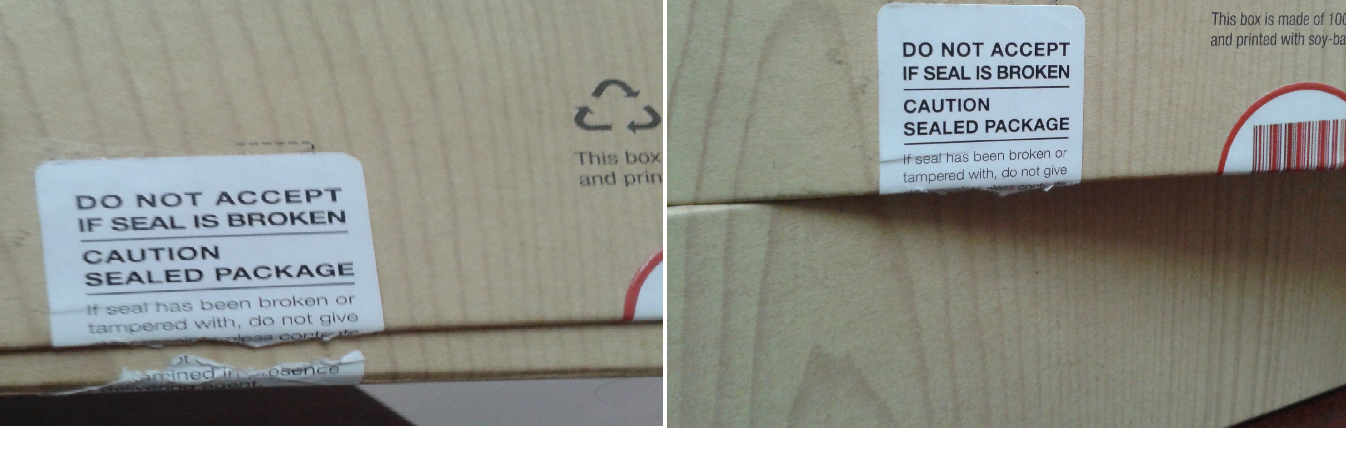 DO NOT ACCEPT
IF SEAL IS BROKEN
CAUTION
SEALED PACKAGE
If seal has been broken or
tampered with, do not give
This box
and prin
DO NOT ACCEPT
IF SEAL IS BROKEN
CAUTION
SEALED PACKAGE
If seal has been broken or
tampered with, do not give
This box is made of 100
and printed with soy-ba